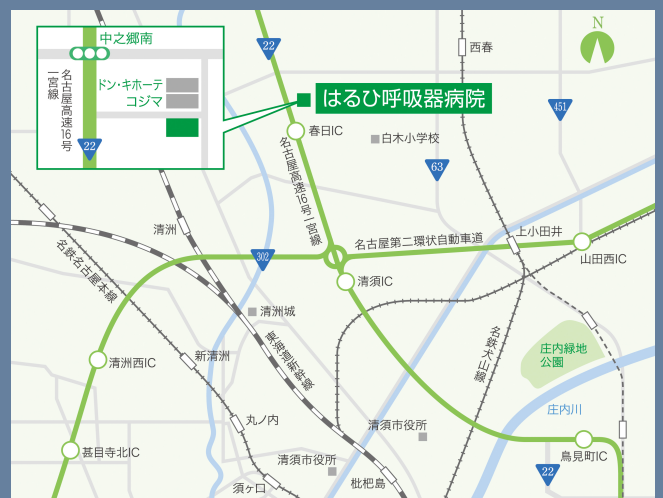 中之郷南
名古屋高速16号
一宮線
ドン・キホーテ
コジマ
22
22
N
西春
はるひ呼吸器病院
451
春日IC
白木小学校
63
名古屋高速16号一宮線
清洲
名古屋第二環状自動車道
上小田井
山田西IC
302
名鉄名古屋本線
清須IC
清洲城
東海道新幹線
名鉄犬山線
新清洲
清洲西IC
庄内緑地
公園
庄内川
丸ノ内
清須市役所
甚目寺北IC
清須市役所
鳥見町IC
22
須ヶ口
枇杷島